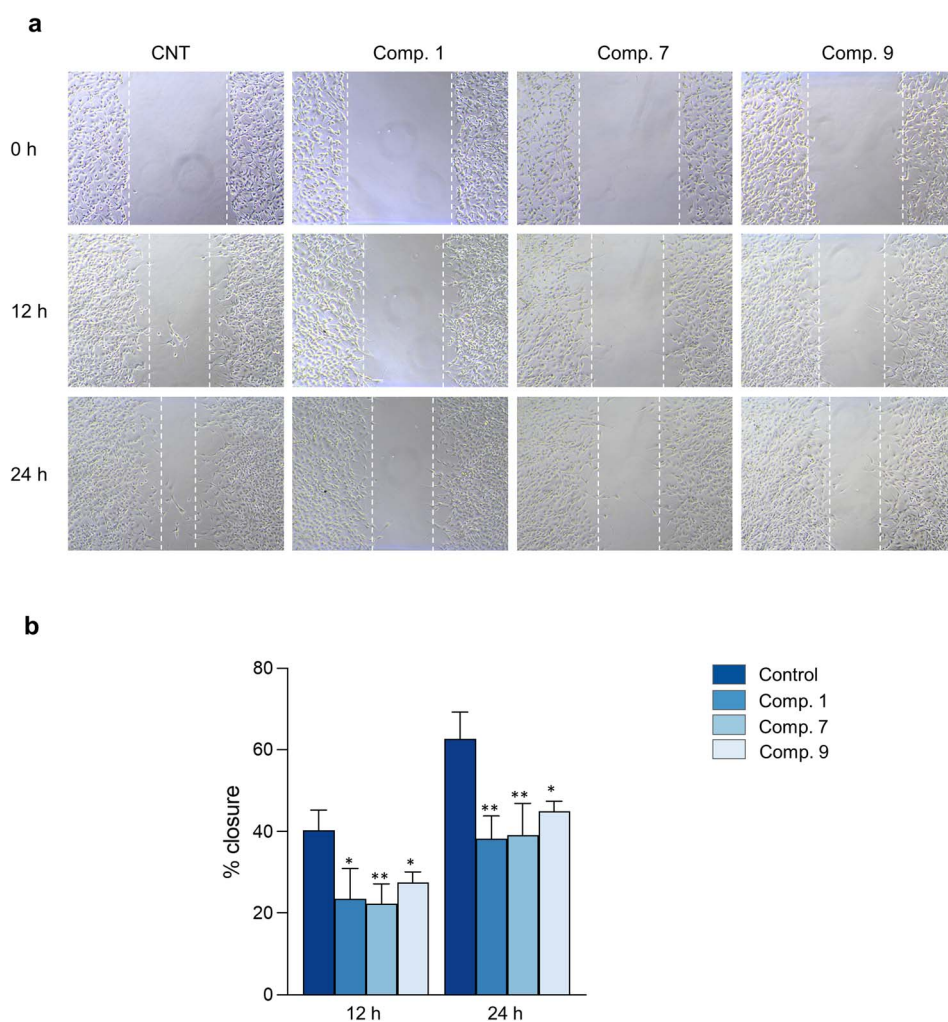 a
CNT Comp. 1 Comp. 7 Comp. 9
0 h
12 h
24 h
b
80
60
40
20
0
% closure
* ** *
** ** *
12 h 24 h
Control
Comp. 1
Comp. 7
Comp. 9